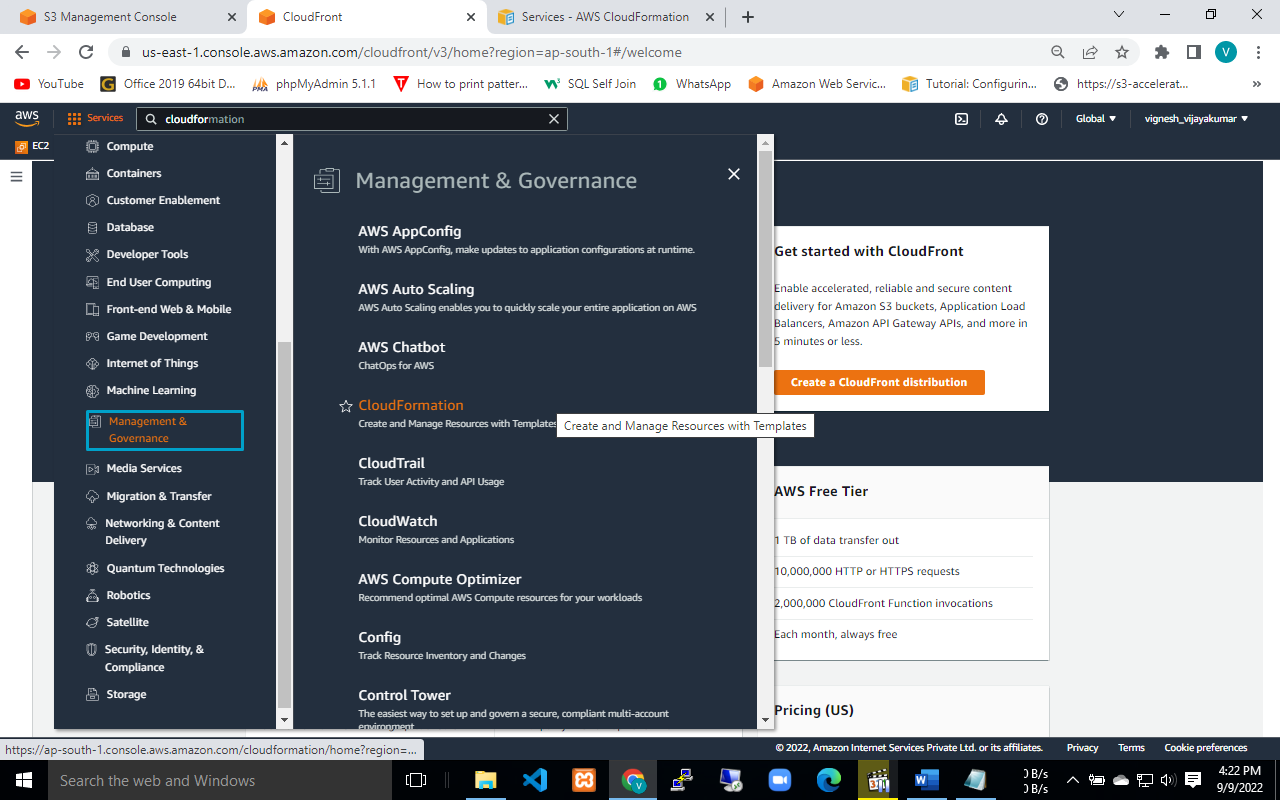 S3 Management Console
CloudFront
Services - AWS CloudFormation
us-east-1.console.aws.amazon.com/cloudfront/v3/home?region=ap-south-1#/welcome
V
YouTube
Office 2019 64bit D...
phpMyAdmin 5.1.1
How to print patter...
SQL Self Join
WhatsApp
Amazon Web Servic...
Tutorial: Configurin...
https://s3-accelerat...
»
aws
Services
cloudformation
Global
vignesh_vijayakumar
EC2
Compute
Containers
Customer Enablement
Database
Developer Tools
End User Computing
Front-end Web & Mobile
Game Development
Internet of Things
Machine Learning
Management &
Governance
Media Services
Migration & Transfer
Networking & Content
Delivery
Quantum Technologies
Robotics
Satellite
Security, Identity, &
Compliance
Storage
Management & Governance
AWS AppConfig
With AWS AppConfig, make updates to application configurations at runtime.
AWS Auto Scaling
AWS Auto Scaling enables you to quickly scale your entire application on AWS
AWS Chatbot
ChatOps for AWS
CloudFormation
Create and Manage Resources with Templates
Create and Manage Resources with Templates
CloudTrail
Track User Activity and API Usage
CloudWatch
Monitor Resources and Applications
AWS Compute Optimizer
Recommend optimal AWS Compute resources for your workloads
Config
Track Resource Inventory and Changes
Control Tower
The easiest way to set up and govern a secure, compliant multi-account
environment
Get started with CloudFront
Enable accelerated, reliable and secure content
delivery for Amazon S3 buckets, Application Load
Balancers, Amazon API Gateway APIs, and more in
5 minutes or less.
Create a CloudFront distribution
AWS Free Tier
1 TB of data transfer out
10,000,000 HTTP or HTTPS requests
2,000,000 CloudFront Function invocations
Each month, always free
Pricing (US)
https://ap-south-1.console.aws.amazon.com/cloudformation/home?region=...
© 2022, Amazon Internet Services Private Ltd. or its affiliates.
Privacy
Terms
Cookie preferences
Search the web and Windows
0 B/s
0 B/s
4:22 PM
9/9/2022